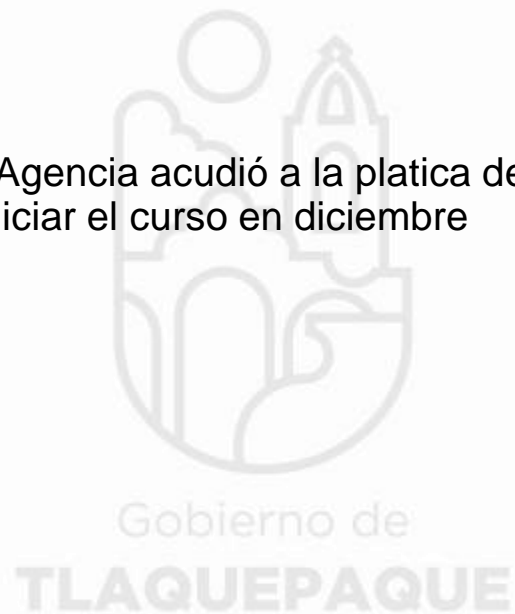 Agencia acudió a la platica de
iciar el curso en diciembre
Gobierno de
TLAQUEPAQUE